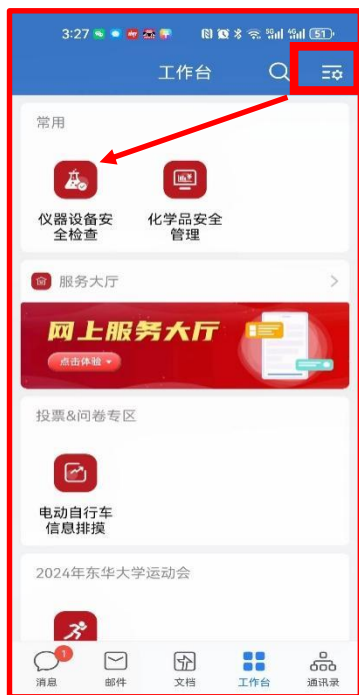 3:27
51
工作台
常用
仪器设备安
全检查
化学品安全
管理
服务大厅
网上服务大厅
点击体验
投票&问卷专区
电动自行车
信息排摸
2024年东华大学运动会
1
消息
邮件
文档
工作台
通讯录